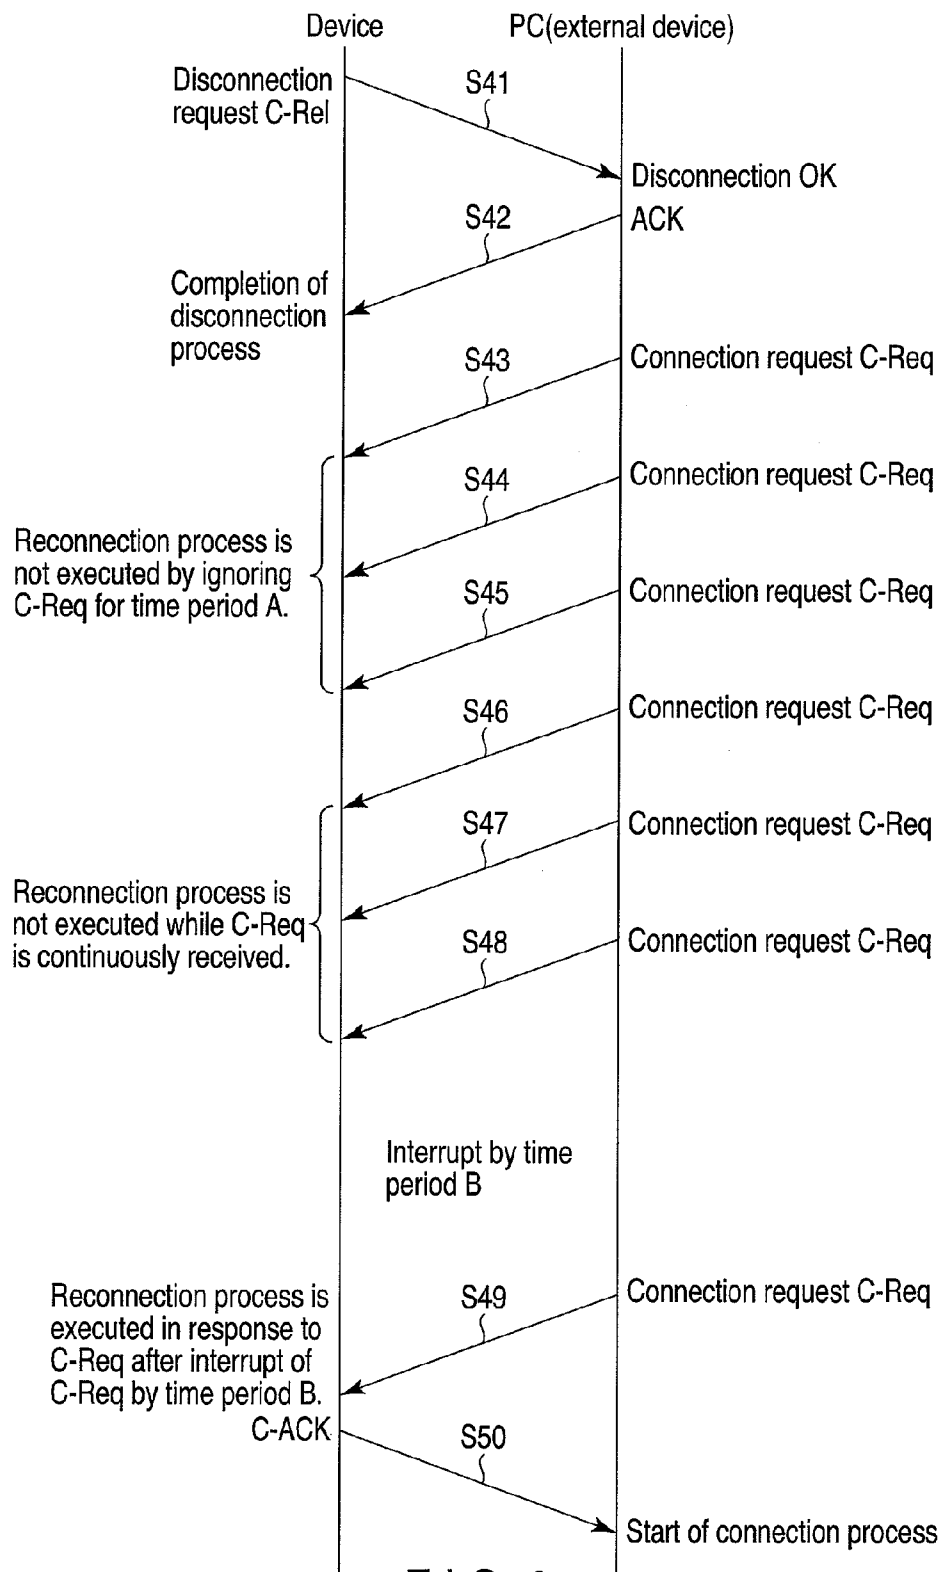 Device
PC(external device)
Disconnection
request C-Rel
S41
Disconnection OK
S42
ACK
Completion of
disconnection
process
S43
Connection request C-Req
S44
Connection request C-Req
Reconnection process is
not executed by ignoring
C-Req for time period A.
S45
Connection request C-Req
S46
Connection request C-Req
S47
Connection request C-Req
Reconnection process is
not executed while C-Req
is continuously received.
S48
Connection request C-Req
Interrupt by time
period B
Reconnection process is
executed in response to
C-Req after interrupt of
C-Req by time period B.
S49
Connection request C-Req
C-ACK
S50
Start of connection process